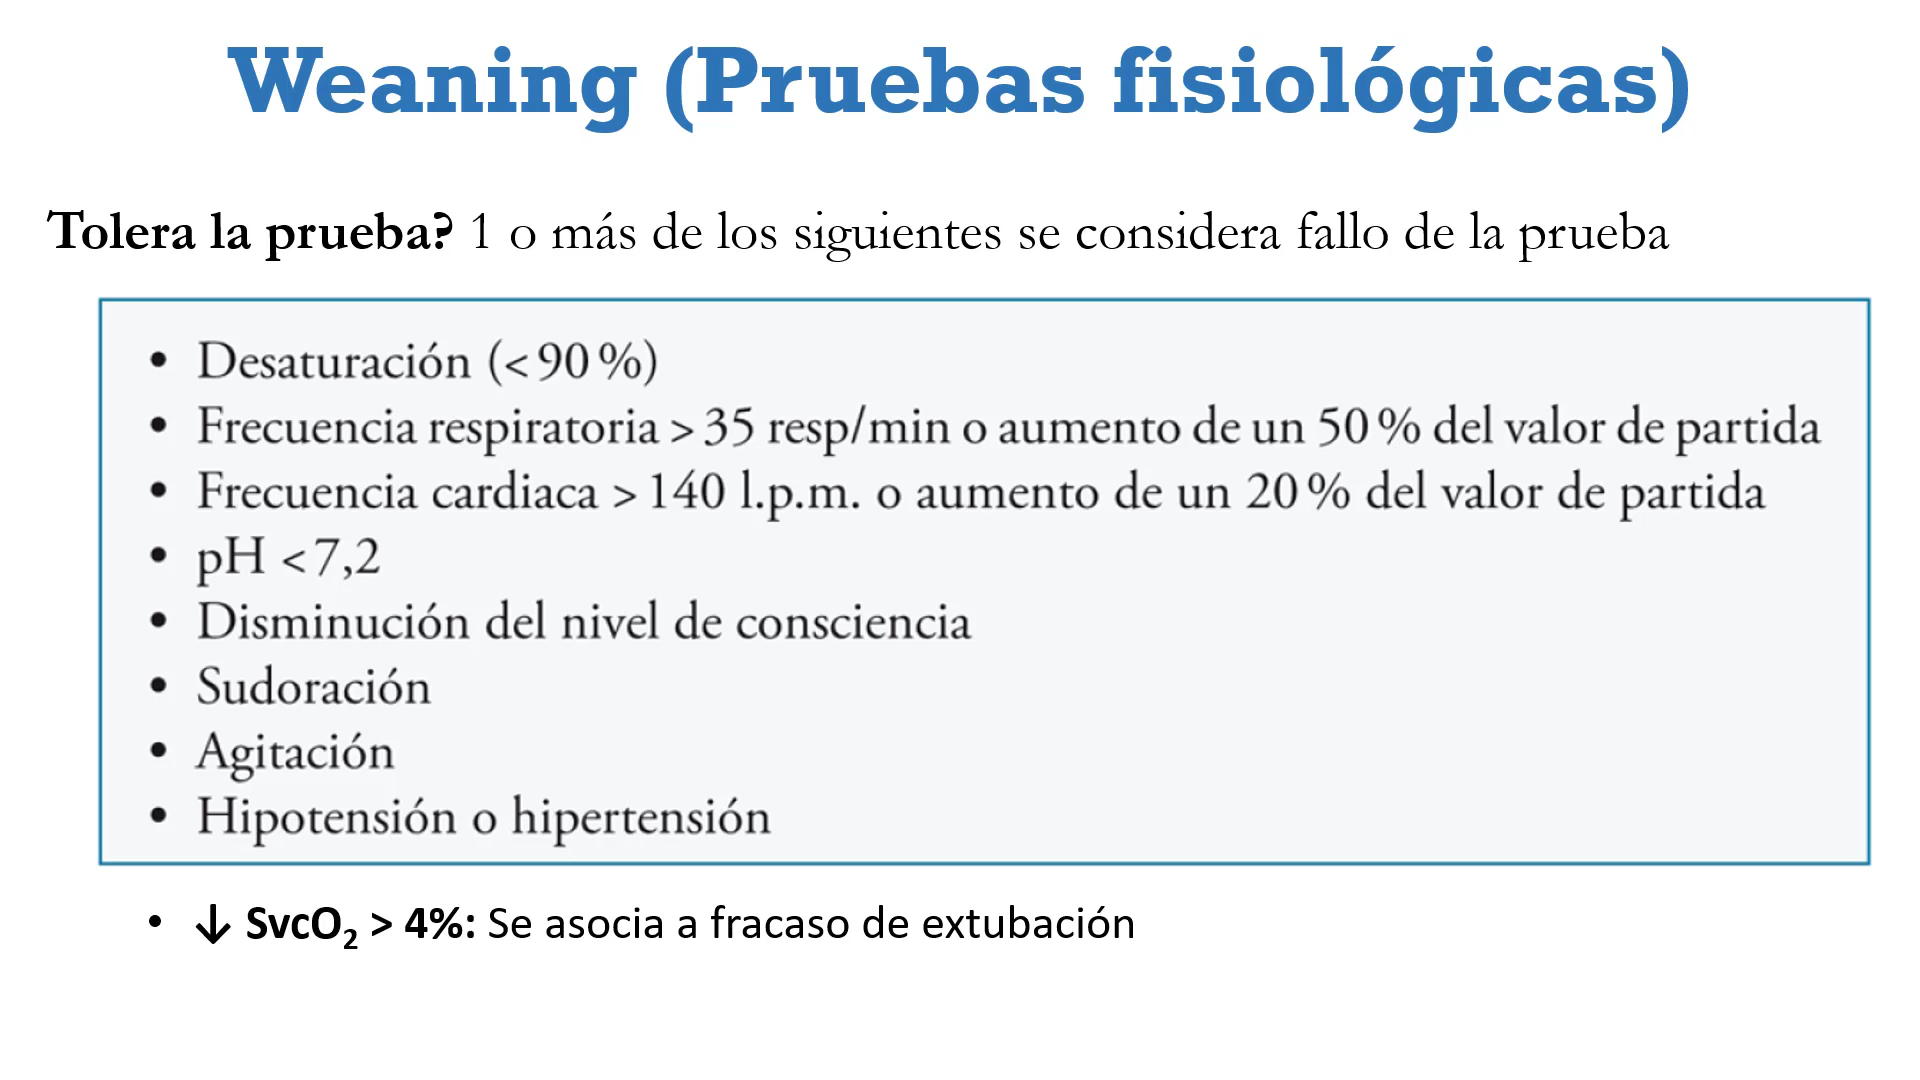 Weaning (Pruebas fisiológicas)
Tolera la prueba? 1 o más de los siguientes se considera fallo de la prueba
• Desaturación (<90 %)
• Frecuencia respiratoria >35 resp/min o aumento de un 50 % del valor de partida
• Frecuencia cardiaca >140 l.p.m. o aumento de un 20 % del valor de partida
• pH <7,2
• Disminución del nivel de consciencia
• Sudoración
• Agitación
• Hipotensión o hipertensión
• ↓ SvcO₂ > 4%: Se asocia a fracaso de extubación